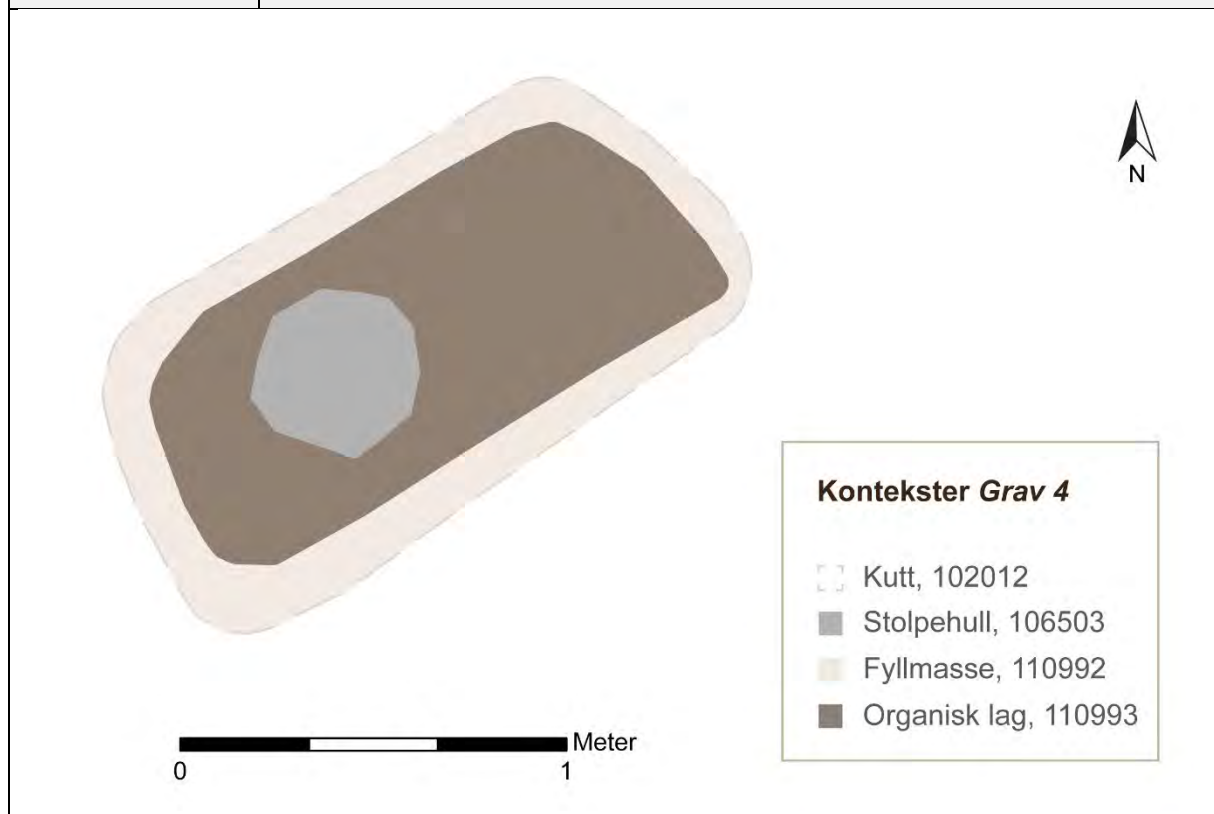 N
Kontekster Grav 4
Kutt, 102012
Stolpehull, 106503
Fyllmasse, 110992
Organisk lag, 110993
Meter
0 1